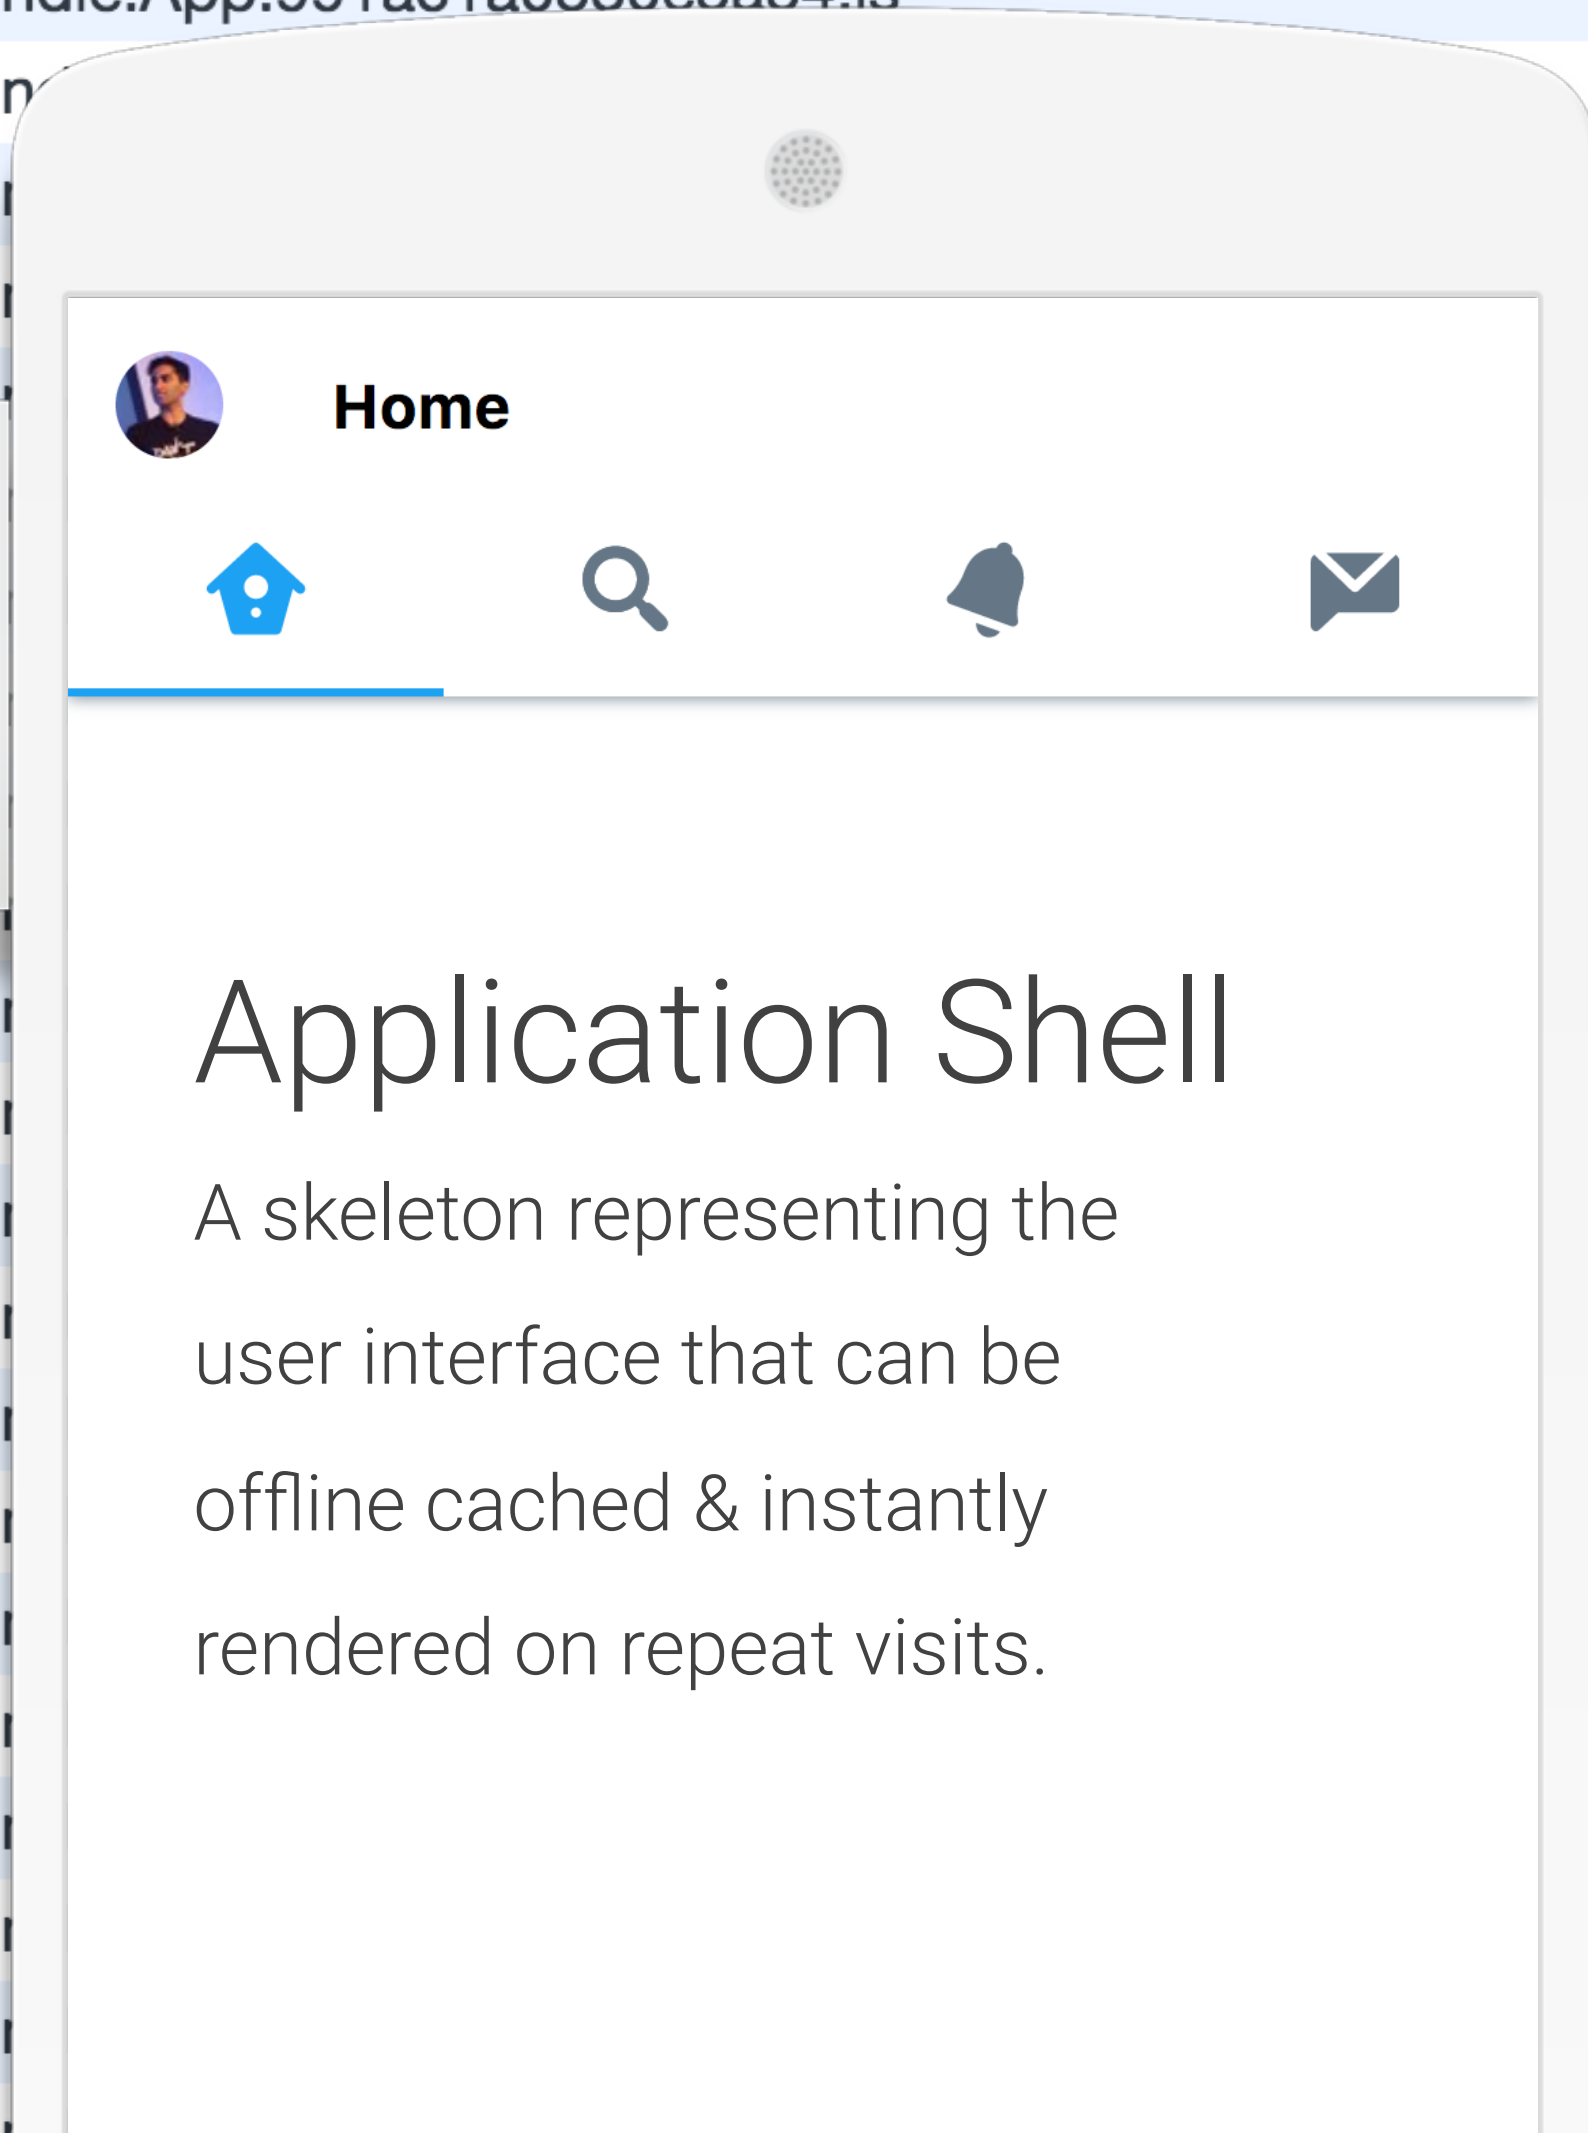 Home
Application Shell
A skeleton representing the
user interface that can be
offline cached & instantly
rendered on repeat visits.